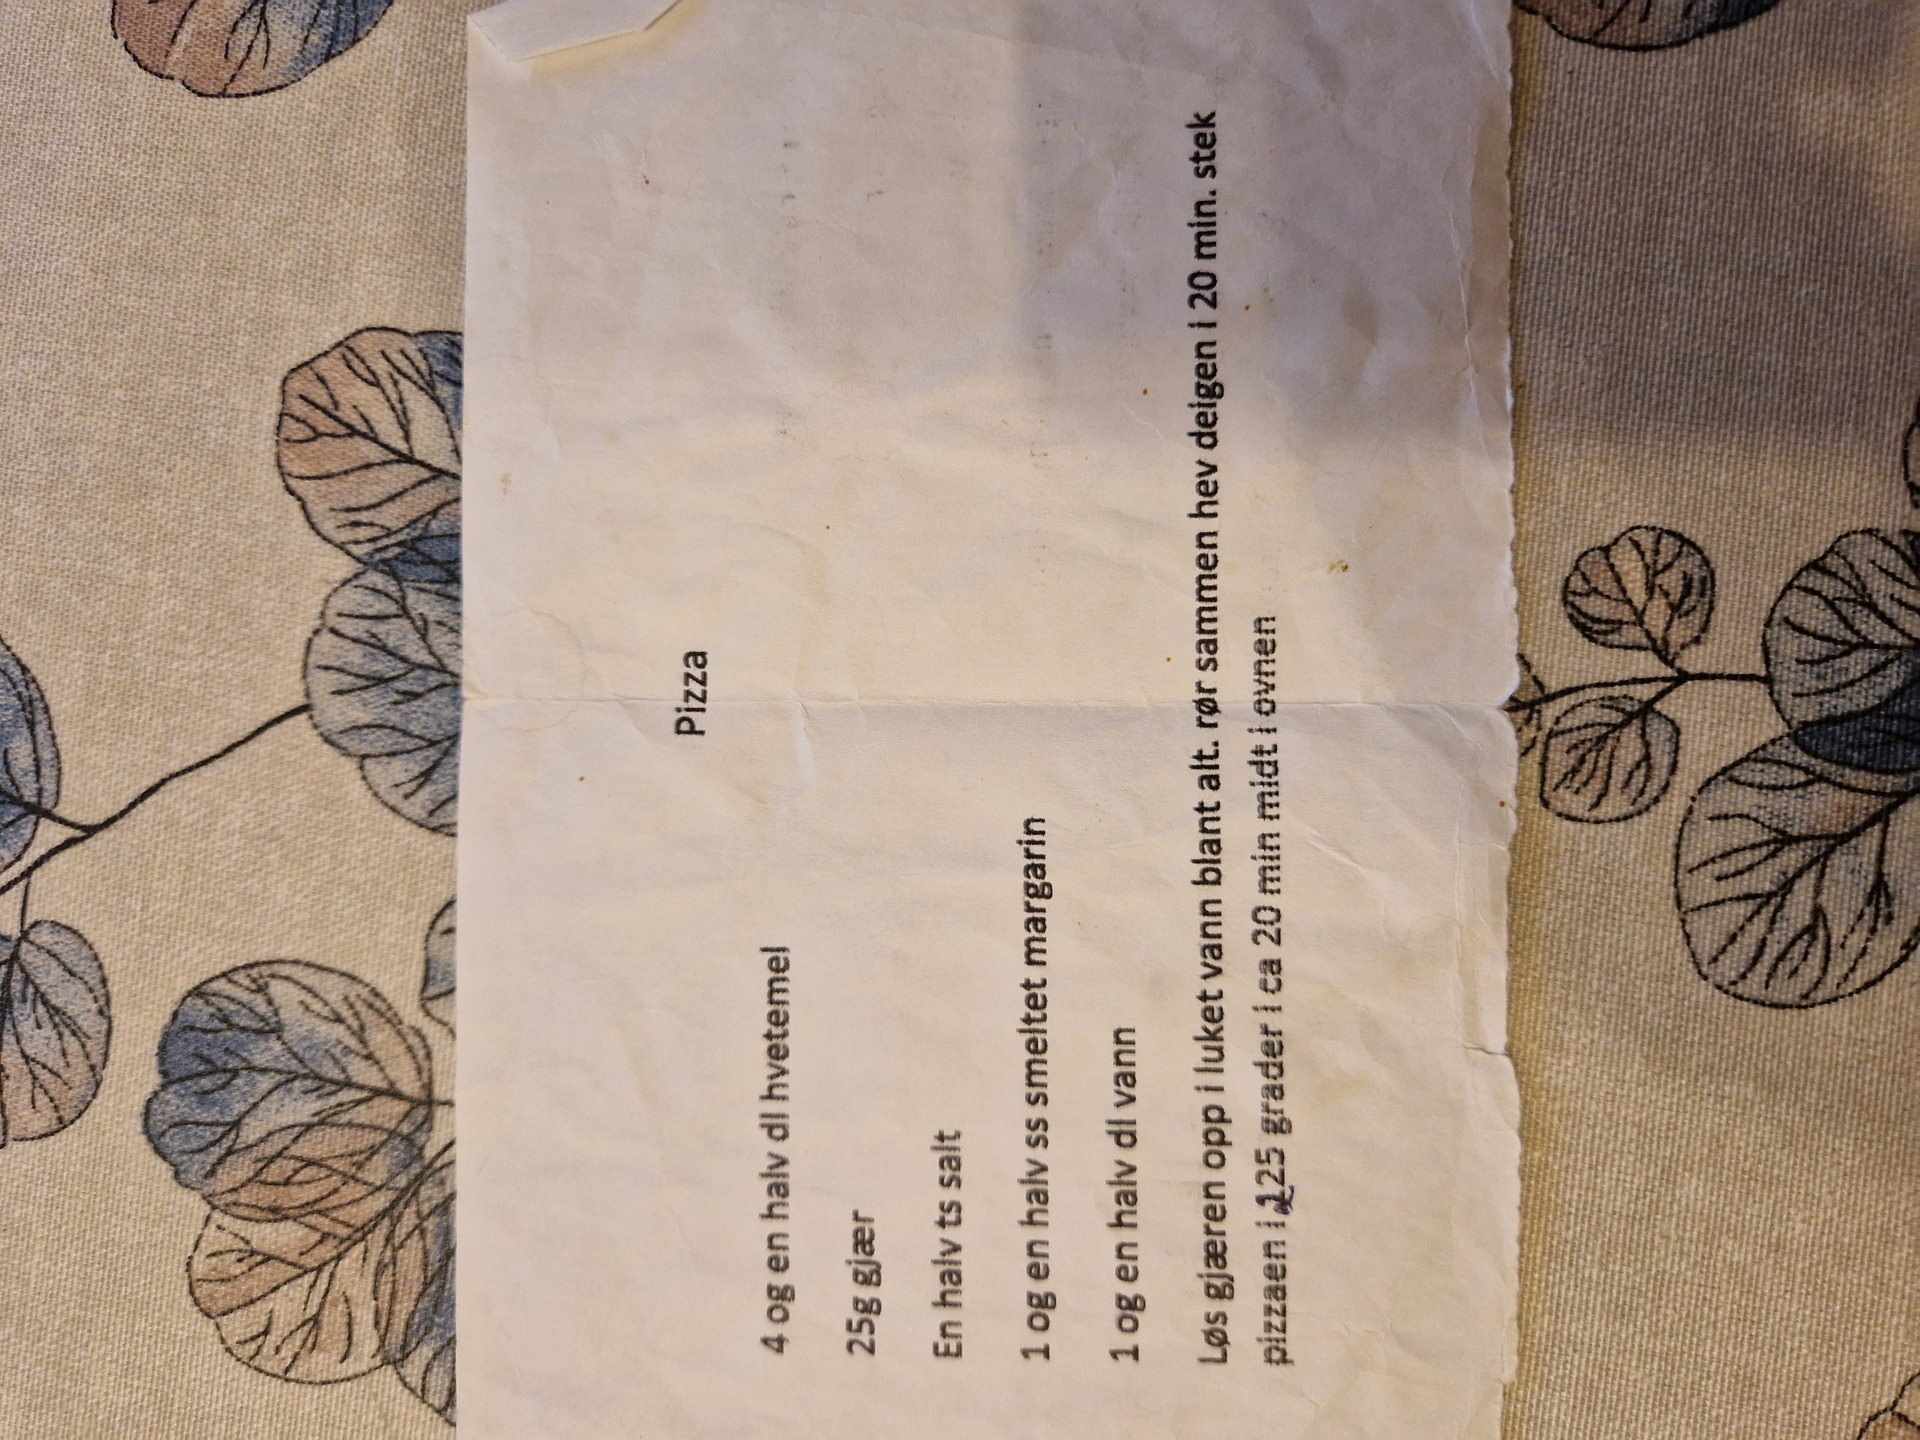 Pizza
4 og en halv dl hvetemel
25g gjær
En halv ts salt
1 og en halv ss smeltet margarin
1 og en halv dl vann
Løs gjæren opp i luket vann blant alt. rør sammen hev deigen i 20 min. stek
pizzaen i 225 grader i ca 20 min midt i ovnen